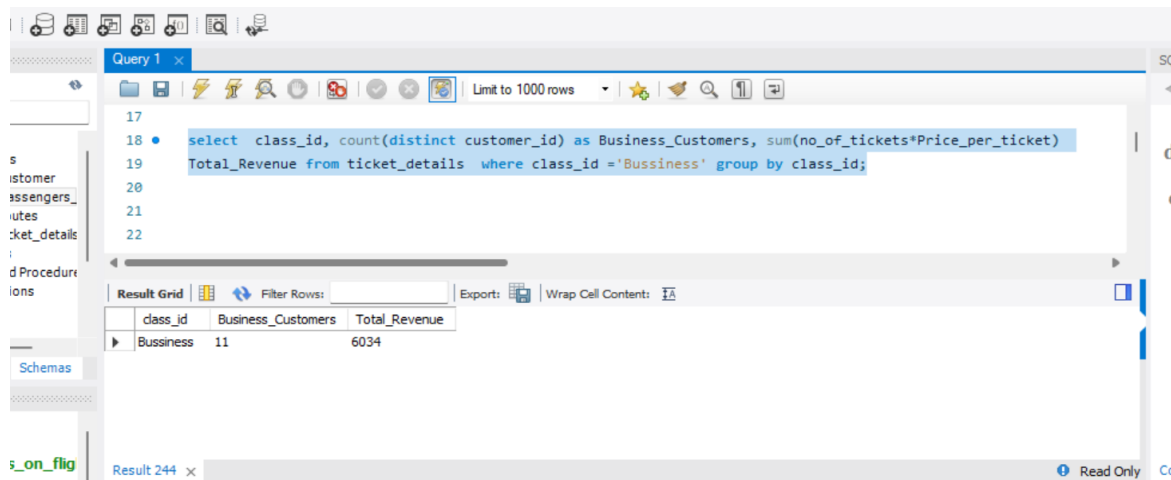 Query 1
Limit to 1000 rows
17
18 select class_id, count(distinct customer_id) as Business_Customers, sum(no_of_tickets*Price_per_ticket)
19 Total_Revenue from ticket_details where class_id ='Bussiness' group by class_id;
20
21
22
Result Grid Filter Rows: Export: Wrap Cell Content:
class_id Business_Customers Total_Revenue
Bussiness 11 6034
Schemas
s_on_flig
Result 244
Read Only